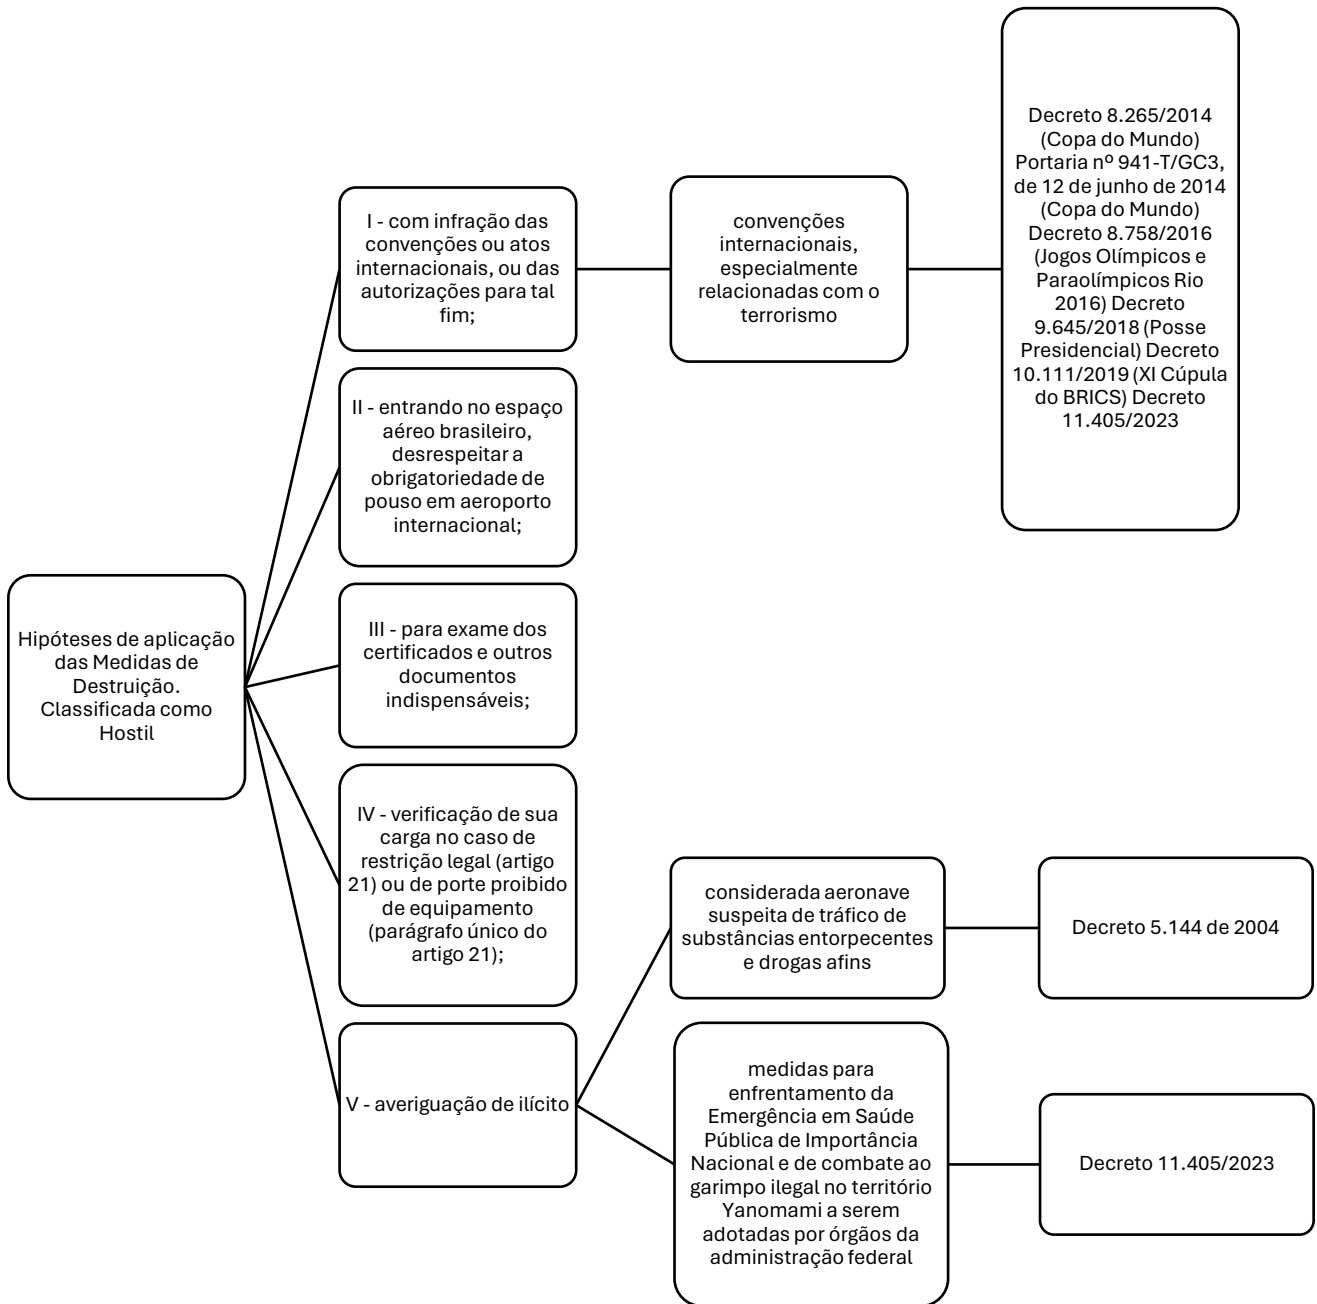 Hipóteses de aplicação
das Medidas de
Destruição.
Classificada como
Hostil
I - com infração das
convenções ou atos
internacionais, ou das
autorizações para tal
fim;
convenções
internacionais,
especialmente
relacionadas com o
terrorismo
Decreto 8.265/2014
(Copa do Mundo)
Portaria nº 941-T/GC3,
de 12 de junho de 2014
(Copa do Mundo)
Decreto 8.758/2016
(Jogos Olímpicos e
Paraolímpicos Rio
2016) Decreto
9.645/2018 (Posse
Presidencial) Decreto
10.111/2019 (XI Cúpula
do BRICS) Decreto
11.405/2023
II - entrando no espaço
aéreo brasileiro,
desrespeitar a
obrigatoriedade de
pouso em aeroporto
internacional;
III - para exame dos
certificados e outros
documentos
indispensáveis;
IV - verificação de sua
carga no caso de
restrição legal (artigo
21) ou de porte proibido
de equipamento
(parágrafo único do
artigo 21);
V - averiguação de ilícito
considerada aeronave
suspeita de tráfico de
substâncias entorpecentes
e drogas afins
Decreto 5.144 de 2004
medidas para
enfrentamento da
Emergência em Saúde
Pública de Importância
Nacional e de combate ao
garimpo ilegal no território
Yanomami a serem
adotadas por órgãos da
administração federal
Decreto 11.405/2023